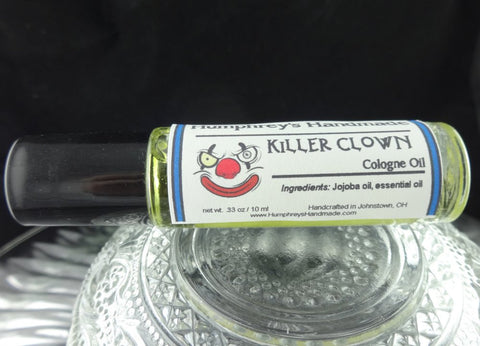 Humphrey's Handmade
KILLER CLOWN
Cologne Oil
Ingredients: Jojoba oil, essential oil
Handcrafted in Johnstown, OH
net wt. .33 oz/ 10 ml
www.HumphreysHandmade.com